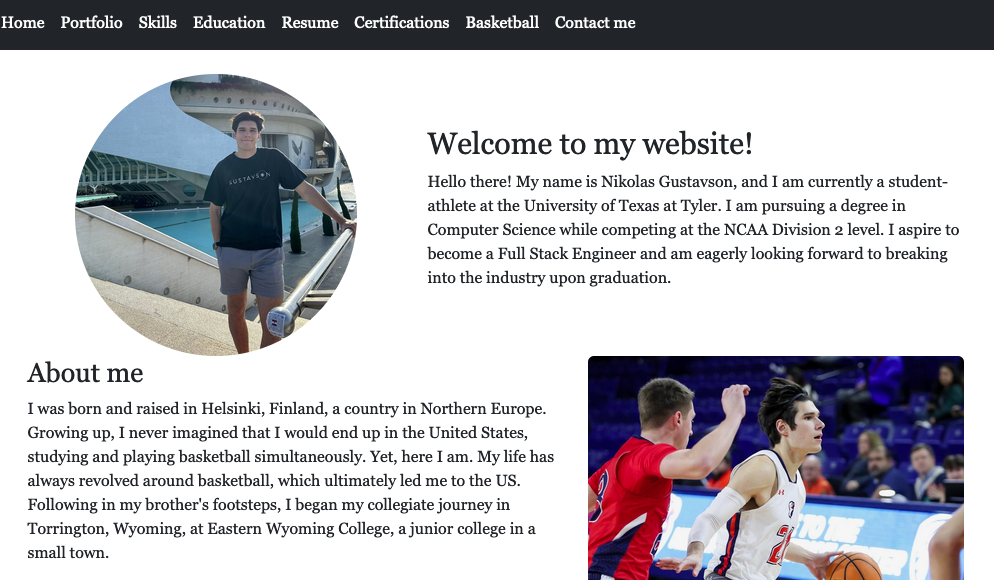 Home Portfolio Skills Education Resume Certifications Basketball Contact me
GUSTAVSON
Welcome to my website!
Hello there! My name is Nikolas Gustavson, and I am currently a student-
athlete at the University of Texas at Tyler. I am pursuing a degree in
Computer Science while competing at the NCAA Division 2 level. I aspire to
become a Full Stack Engineer and am eagerly looking forward to breaking
into the industry upon graduation.
About me
I was born and raised in Helsinki, Finland, a country in Northern Europe.
Growing up, I never imagined that I would end up in the United States,
studying and playing basketball simultaneously. Yet, here I am. My life has
always revolved around basketball, which ultimately led me to the US.
Following in my brother's footsteps, I began my collegiate journey in
Torrington, Wyoming, at Eastern Wyoming College, a junior college in a
small town.
TO THE